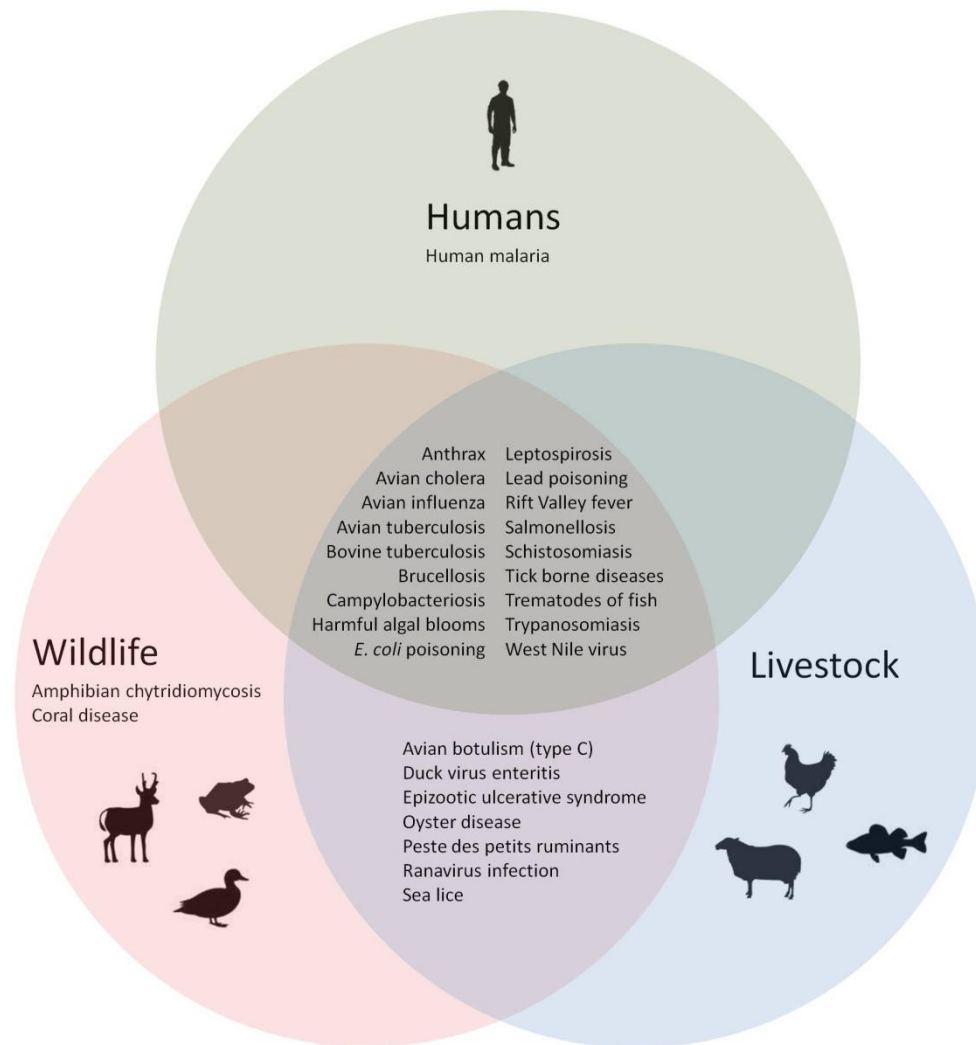 Humans
Human malaria
Anthrax Leptospirosis
Avian cholera Lead poisoning
Avian influenza Rift Valley fever
Avian tuberculosis Salmonellosis
Bovine tuberculosis Schistosomiasis
Brucellosis Tick borne diseases
Campylobacteriosis Trematodes of fish
Harmful algal blooms Trypanosomiasis
E. coli poisoning West Nile virus
Wildlife
Amphibian chytridiomycosis
Coral disease
Livestock
Avian botulism (type C)
Duck virus enteritis
Epizootic ulcerative syndrome
Oyster disease
Peste des petits ruminants
Ranavirus infection
Sea lice